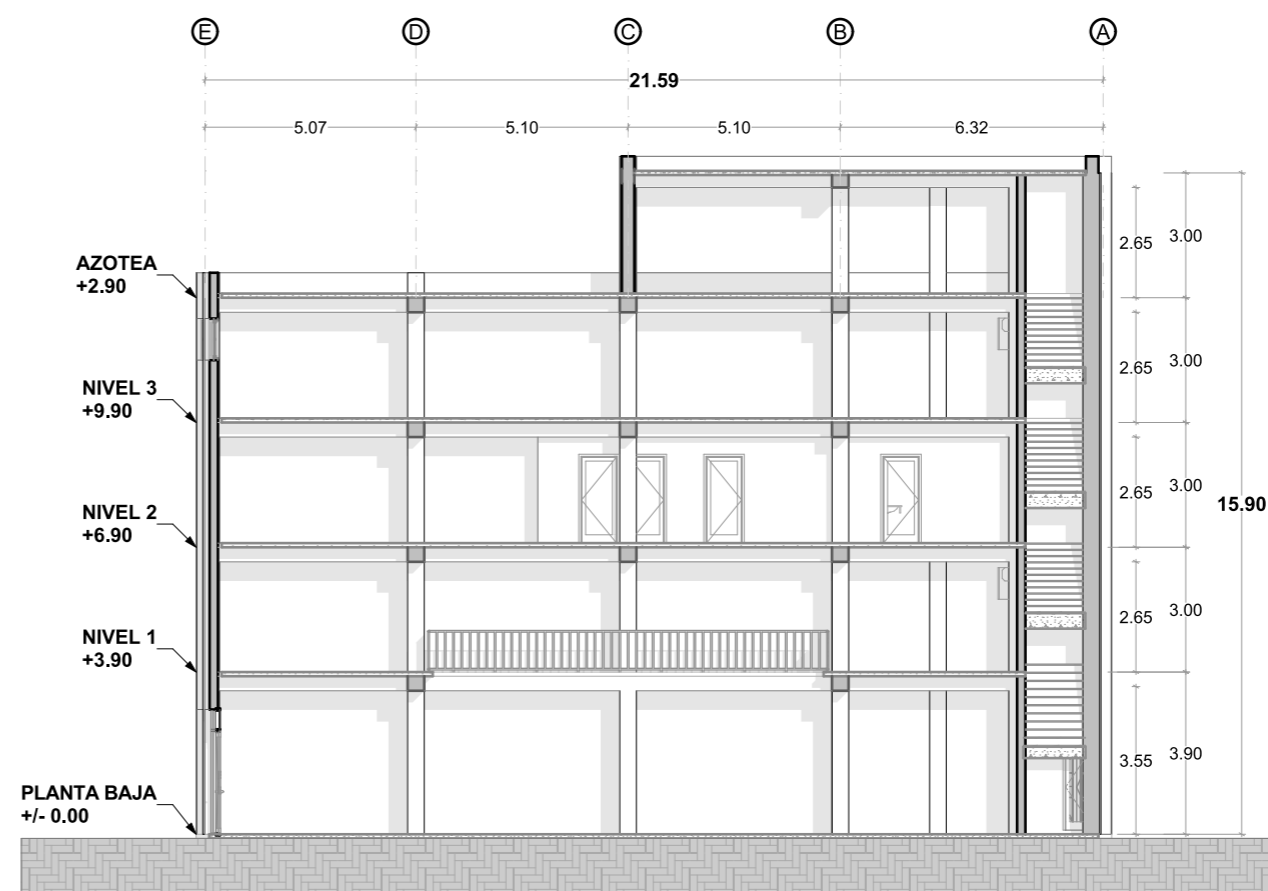 E D C B A
21.59
5.07 5.10 5.10 6.32
AZOTEA
+2.90
2.65 3.00
NIVEL 3
+9.90
2.65 3.00
NIVEL 2
+6.90
2.65 3.00
15.90
NIVEL 1
+3.90
2.65 3.00
PLANTA BAJA
+/- 0.00
3.55 3.90